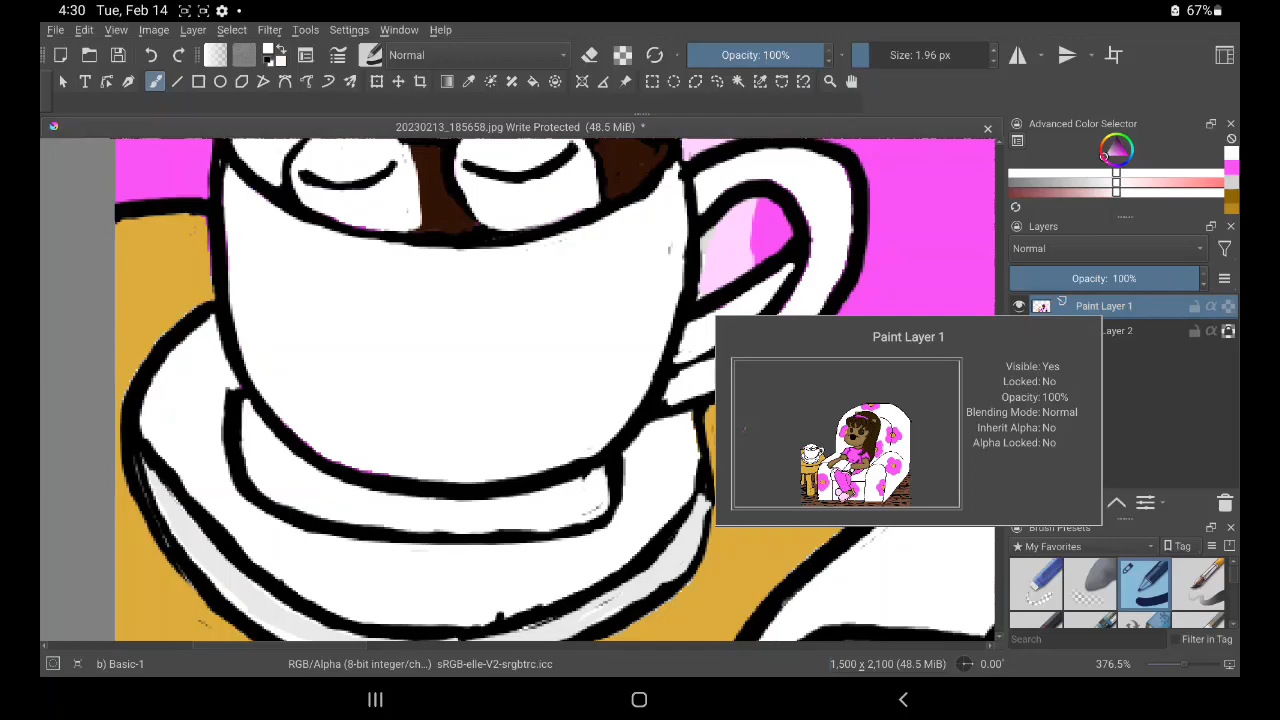 4:30 Tue, Feb 14
67%
File Edit View Image Layer Select Filter Tools Settings Window Help
Normal
Opacity: 100%
Size: 1.96 px
20230213_185658.jpg Write Protected (48.5 MiB) *
Advanced Color Selector
Layers
Normal
Opacity: 100%
Paint Layer 1
Layer 2
Paint Layer 1
Visible: Yes
Locked: No
Opacity: 100%
Blending Mode: Normal
Inherit Alpha: No
Alpha Locked: No
Brush Presets
My Favorites
Tag
Search
Filter in Tag
b) Basic-1
RGB/Alpha (8-bit integer/ch...) sRGB-elle-V2-srgbtrc.icc
1,500 x 2,100 (48.5 MiB)
0.00°
376.5%